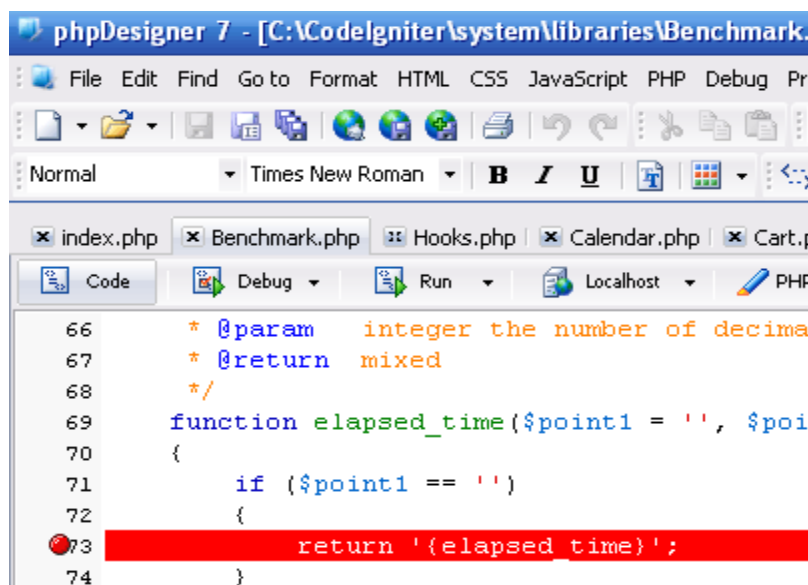 phpDesigner 7 - [C:\CodeIgniter\system\libraries\Benchmark.
File Edit Find Go to Format HTML CSS JavaScript PHP Debug Pr
Normal Times New Roman B I U
index.php Benchmark.php Hooks.php Calendar.php Cart.p
Code Debug Run Localhost PHP
66 * @param integer the number of decima
67 * @return mixed
68 */
69 function elapsed_time($point1 = '', $poi
70 {
71 if ($point1 == '')
72 {
73 return '{elapsed_time}';
74 }